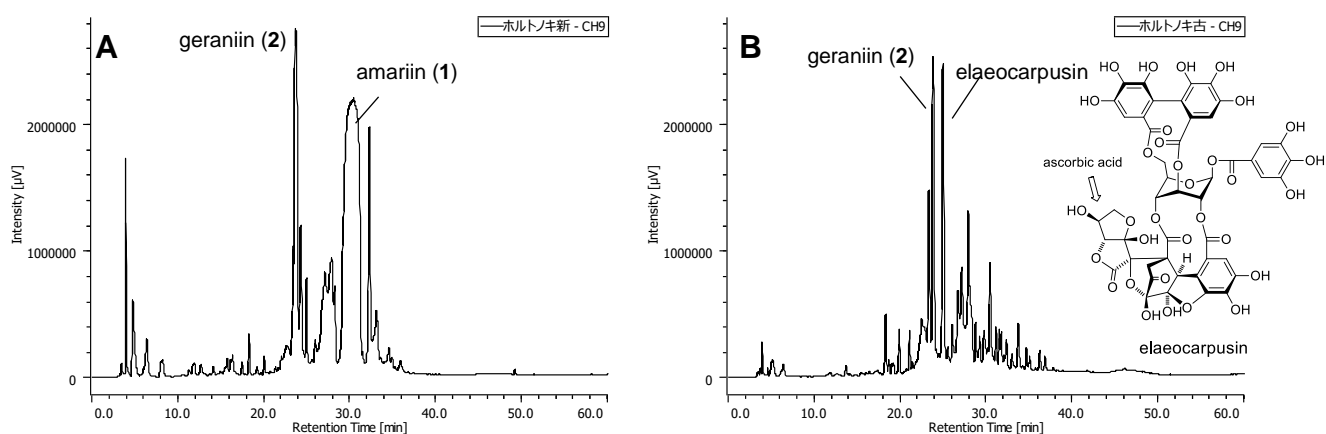 A
ホルトノキ新 - CH9
geraniin (2)
amariin (1)
Intensity [µV]
2000000
1000000
0
0.0 10.0 20.0 30.0 40.0 50.0 60.0
Retention Time [min]
B
ホルトノキ古 - CH9
geraniin (2)
elaeocarpusin
Intensity [µV]
2000000
1000000
0
0.0 10.0 20.0 30.0 40.0 50.0 60.0
Retention Time [min]
OH OH OH OH
HO OH
O O
O O
O
O
O
O
OH
OH
OH
ascorbic acid
HO
O
OH
O
O
O
O
O
H
O
O
OH OH
O
OH
OH
elaeocarpusin